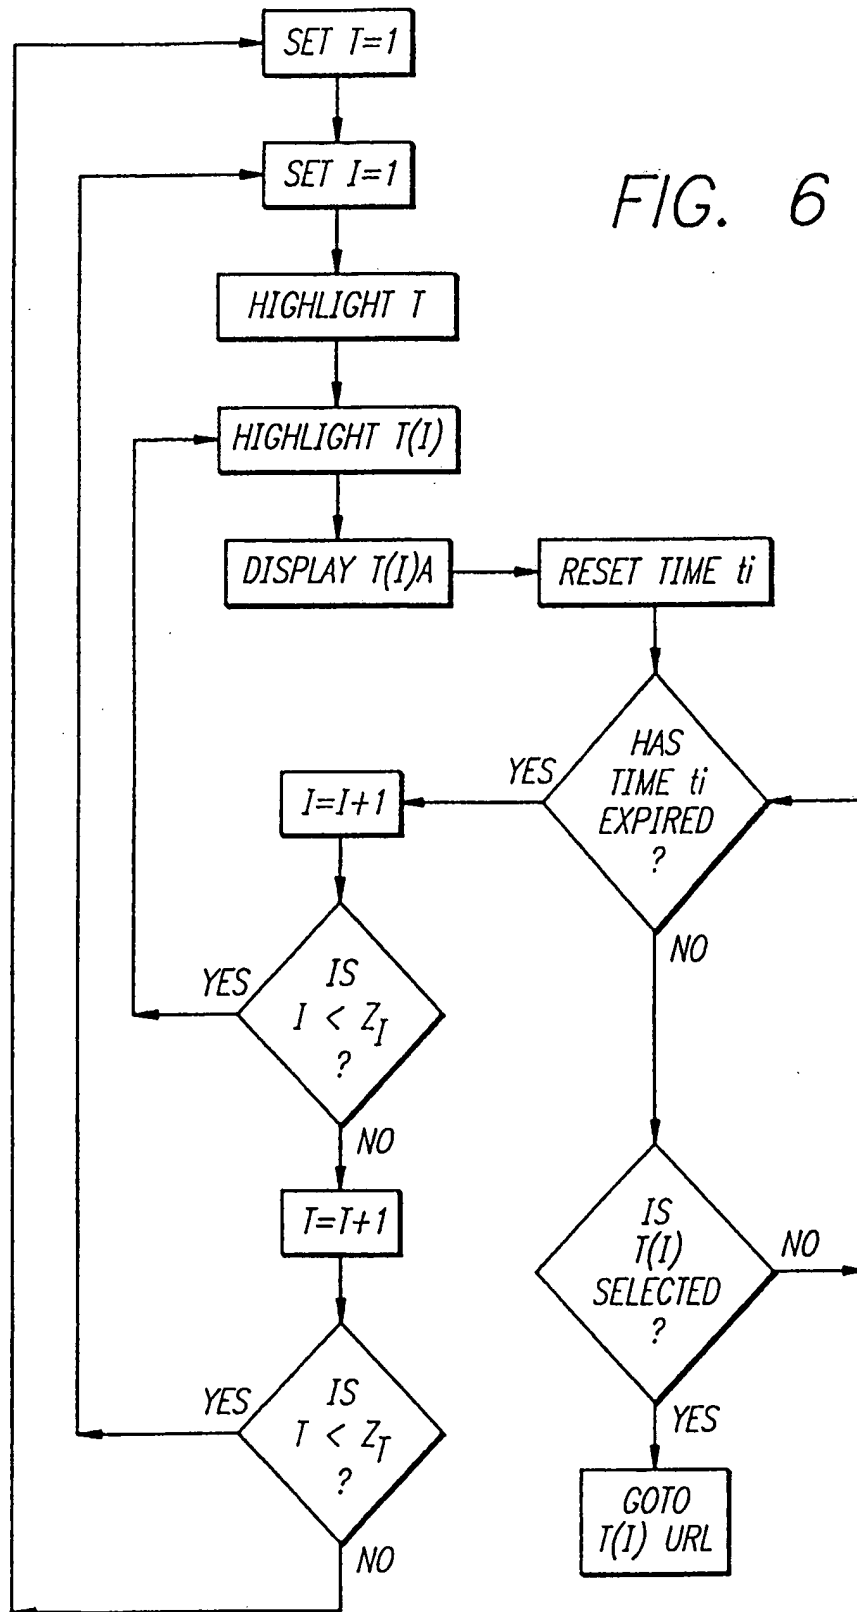 SET T=1
SET I=1
FIG. 6
HIGHLIGHT T
HIGHLIGHT T(I)
DISPLAY T(I)A
RESET TIME ti
HAS
TIME ti
EXPIRED
?
YES
NO
I=I+1
IS
I < Z_I
?
YES
NO
T=T+1
IS
T(I)
SELECTED
?
NO
YES
IS
T < Z_T
?
YES
NO
GOTO
T(I) URL